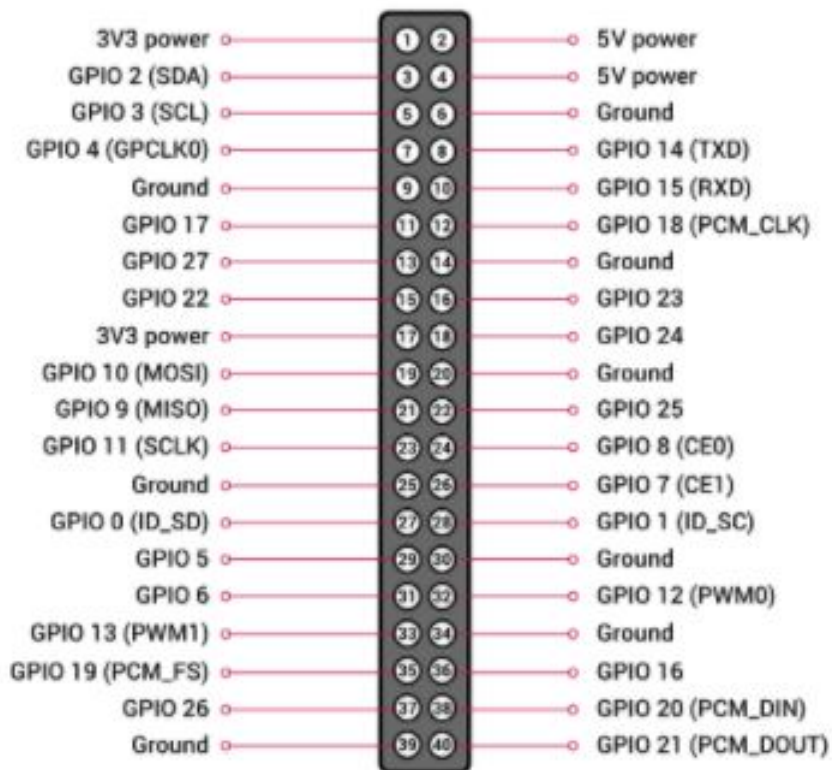 3V3 power 1 2 5V power
GPIO 2 (SDA) 3 4 5V power
GPIO 3 (SCL) 5 6 Ground
GPIO 4 (GPCLK0) 7 8 GPIO 14 (TXD)
Ground 9 10 GPIO 15 (RXD)
GPIO 17 11 12 GPIO 18 (PCM_CLK)
GPIO 27 13 14 Ground
GPIO 22 15 16 GPIO 23
3V3 power 17 18 GPIO 24
GPIO 10 (MOSI) 19 20 Ground
GPIO 9 (MISO) 21 22 GPIO 25
GPIO 11 (SCLK) 23 24 GPIO 8 (CE0)
Ground 25 26 GPIO 7 (CE1)
GPIO 0 (ID_SD) 27 28 GPIO 1 (ID_SC)
GPIO 5 29 30 Ground
GPIO 6 31 32 GPIO 12 (PWM0)
GPIO 13 (PWM1) 33 34 Ground
GPIO 19 (PCM_FS) 35 36 GPIO 16
GPIO 26 37 38 GPIO 20 (PCM_DIN)
Ground 39 40 GPIO 21 (PCM_DOUT)